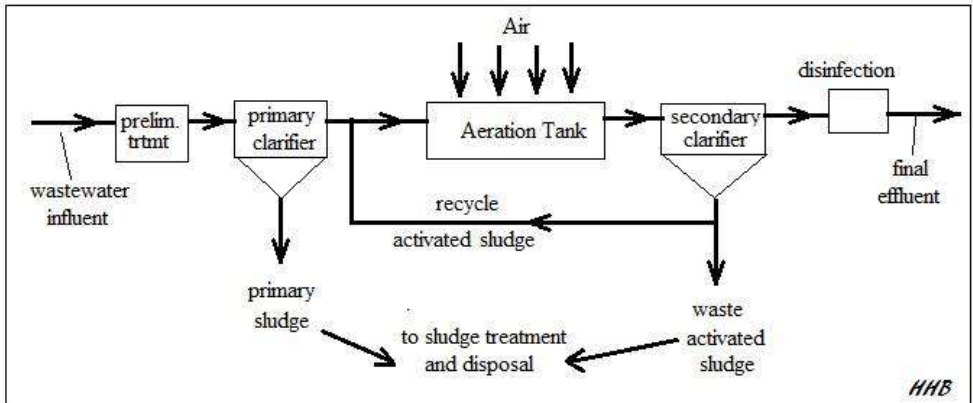 Air
disinfection
prelim.
trtmt
primary
clarifier
Aeration Tank
secondary
clarifier
wastewater
influent
final
effluent
recycle
activated sludge
primary
sludge
to sludge treatment
and disposal
waste
activated
sludge
HHB